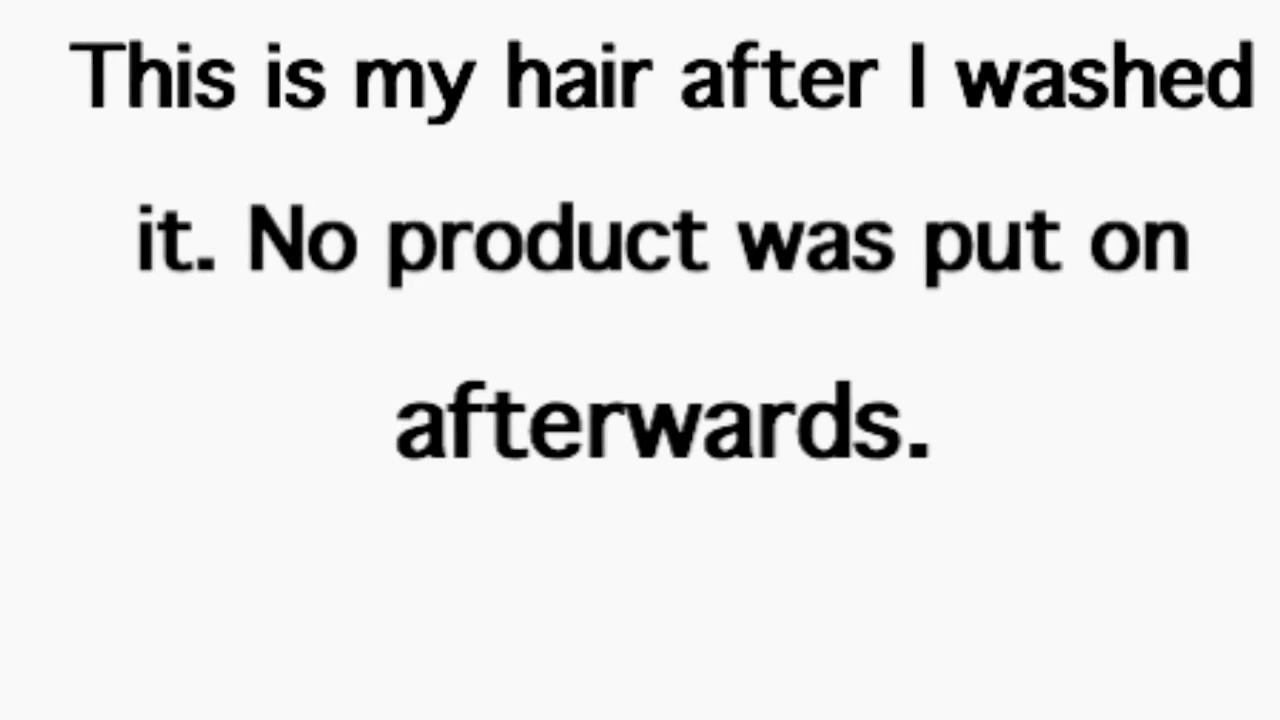 This is my hair after I washed
it. No product was put on
afterwards.